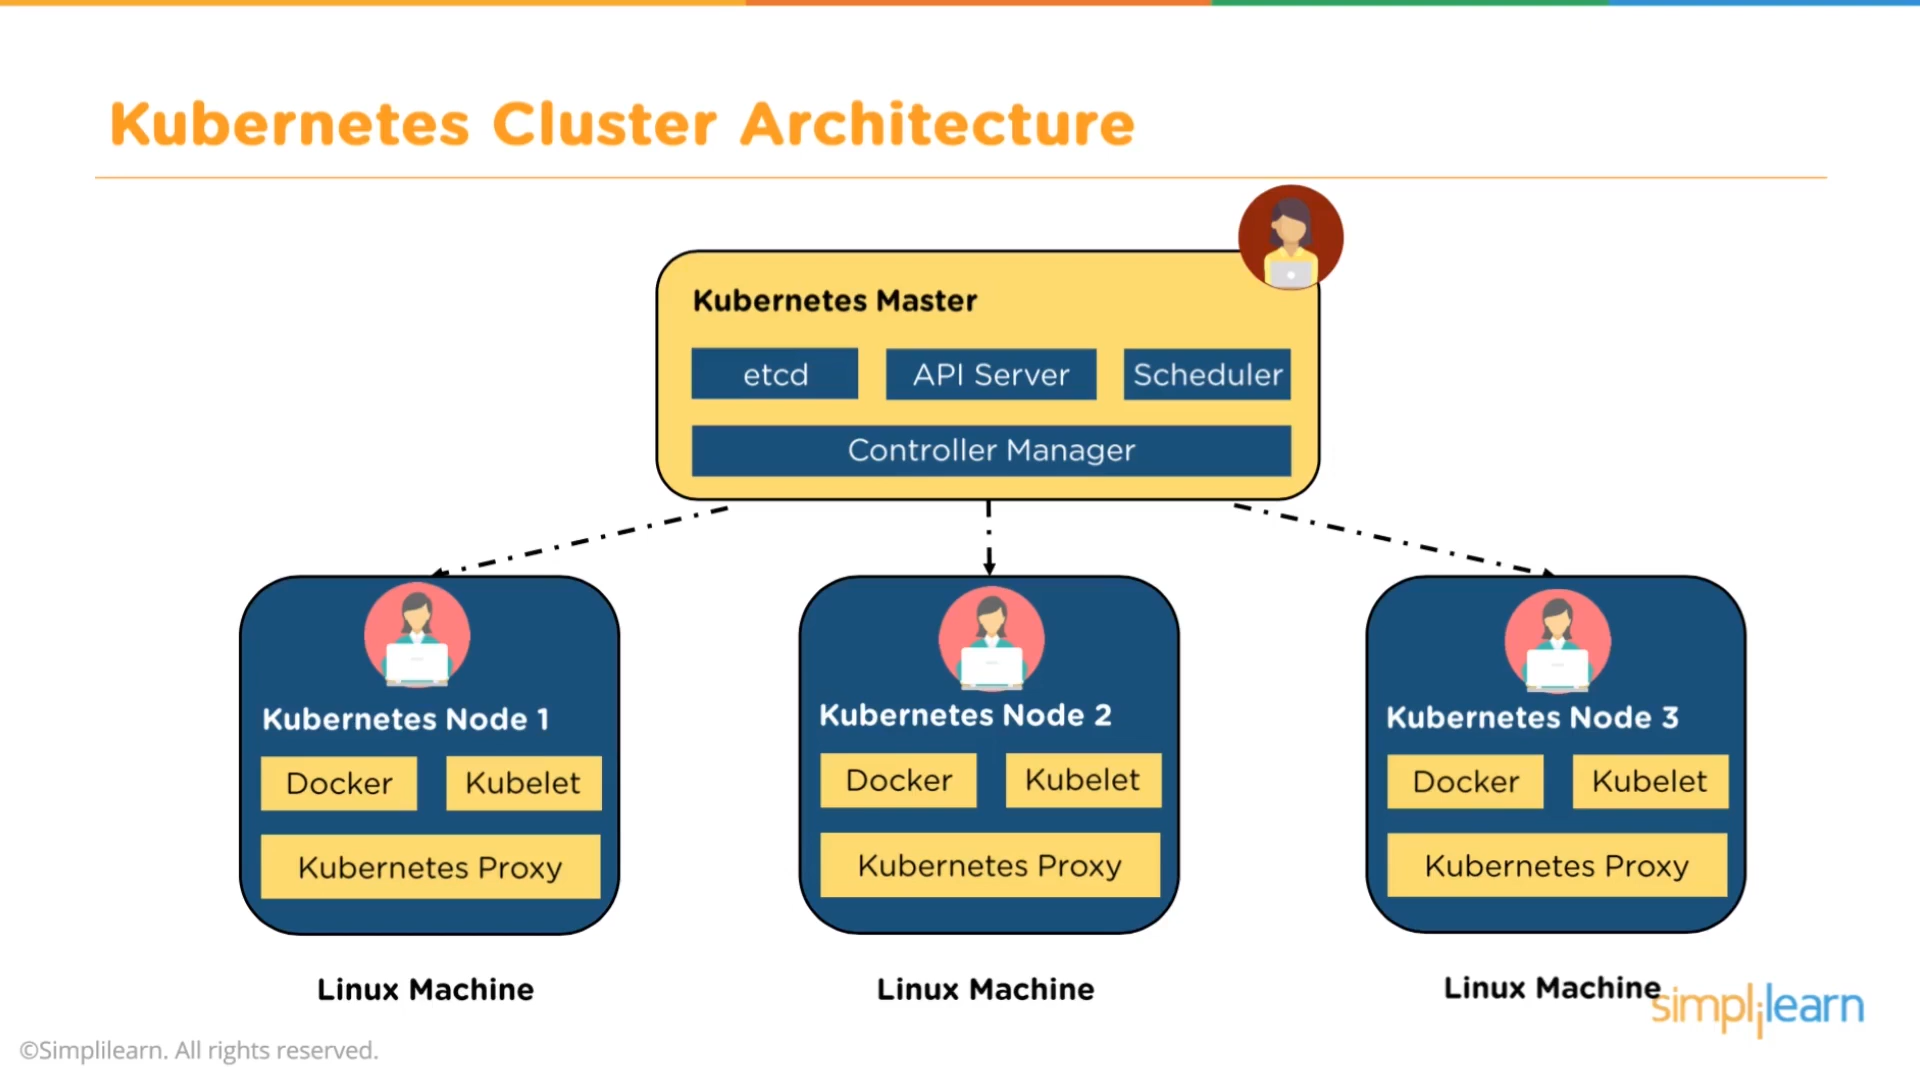 Kubernetes Cluster Architecture
Kubernetes Master
etcd
API Server
Scheduler
Controller Manager
Kubernetes Node 1
Docker
Kubelet
Kubernetes Proxy
Linux Machine
Kubernetes Node 2
Docker
Kubelet
Kubernetes Proxy
Linux Machine
Kubernetes Node 3
Docker
Kubelet
Kubernetes Proxy
Linux Machine
simplilearn
©Simplilearn. All rights reserved.